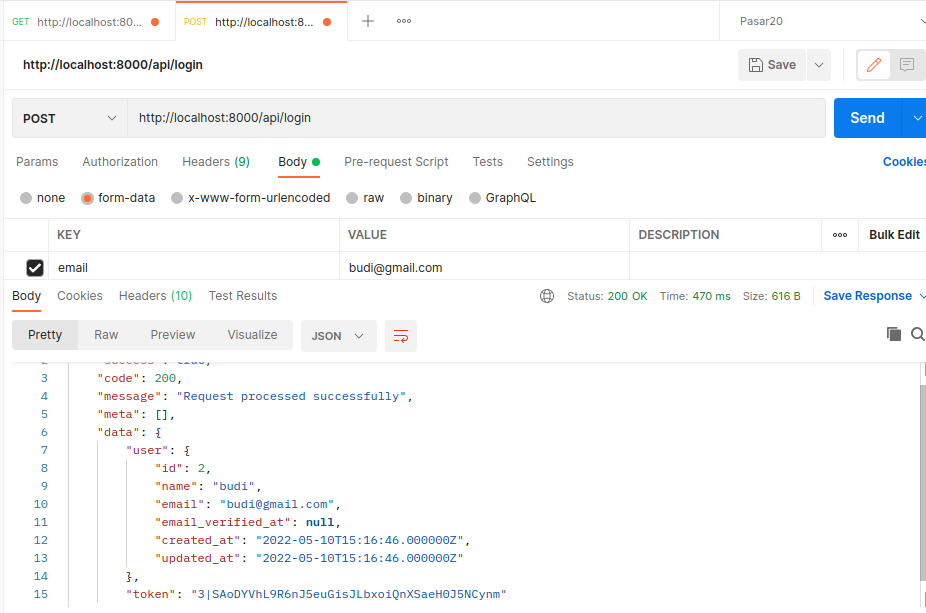 GET http://localhost:80...
POST http://localhost:8...
Pasar20
http://localhost:8000/api/login
Save
POST http://localhost:8000/api/login Send
Params Authorization Headers (9) Body Pre-request Script Tests Settings Cookies
none form-data x-www-form-urlencoded raw binary GraphQL
KEY VALUE DESCRIPTION Bulk Edit
email budi@gmail.com
Body Cookies Headers (10) Test Results Status: 200 OK Time: 470 ms Size: 616 B Save Response
Pretty Raw Preview Visualize JSON
3 "code": 200,
4 "message": "Request processed successfully",
5 "meta": [],
6 "data": {
7 "user": {
8 "id": 2,
9 "name": "budi",
10 "email": "budi@gmail.com",
11 "email_verified_at": null,
12 "created_at": "2022-05-10T15:16:46.000000Z",
13 "updated_at": "2022-05-10T15:16:46.000000Z"
14 },
15 "token": "3|SAoDYVhL9R6nJ5euGisJLbxoiQnXSaeH0J5NCynm"